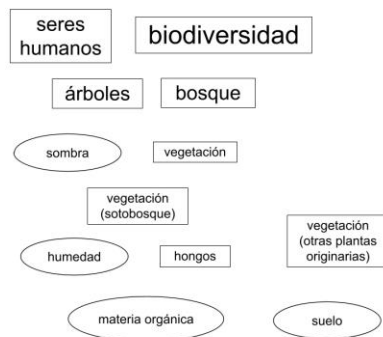 seres
humanos
biodiversidad
árboles
bosque
sombra
vegetación
vegetación
(sotobosque)
vegetación
(otras plantas
originarias)
humedad
hongos
materia orgánica
suelo